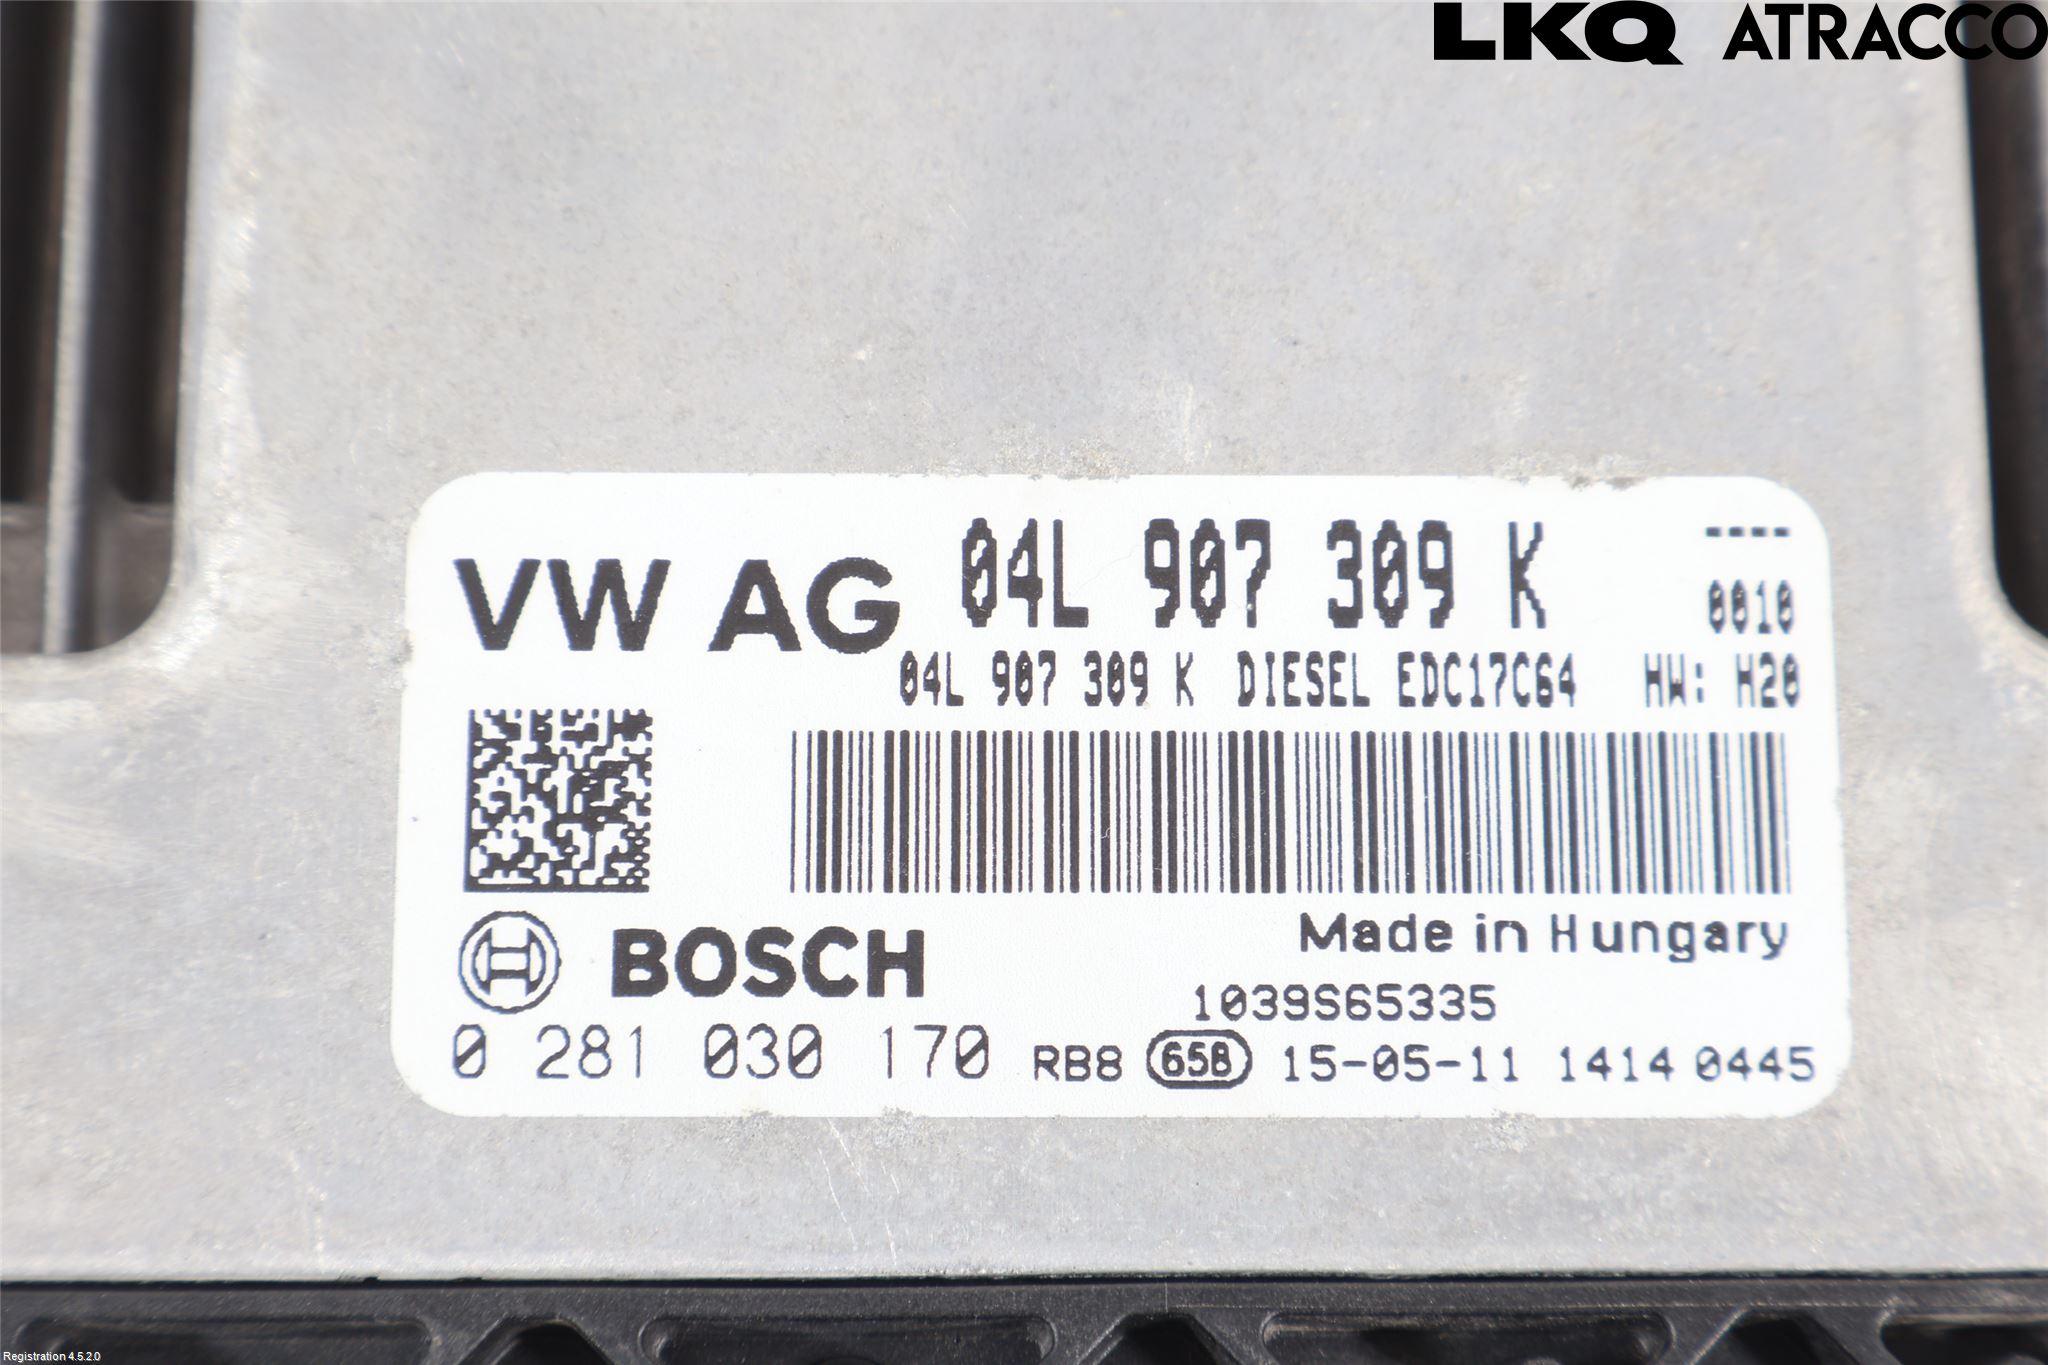 LKQ ATRACCO
VW AG 04L 907 309 K ----
0010
04L 907 309 K DIESEL EDC17C64 HW: H20
Made in Hungary
BOSCH
1039S65335
0 281 030 170 RB8 65B 15-05-11 1414 0445
Registration 4.5.2.0